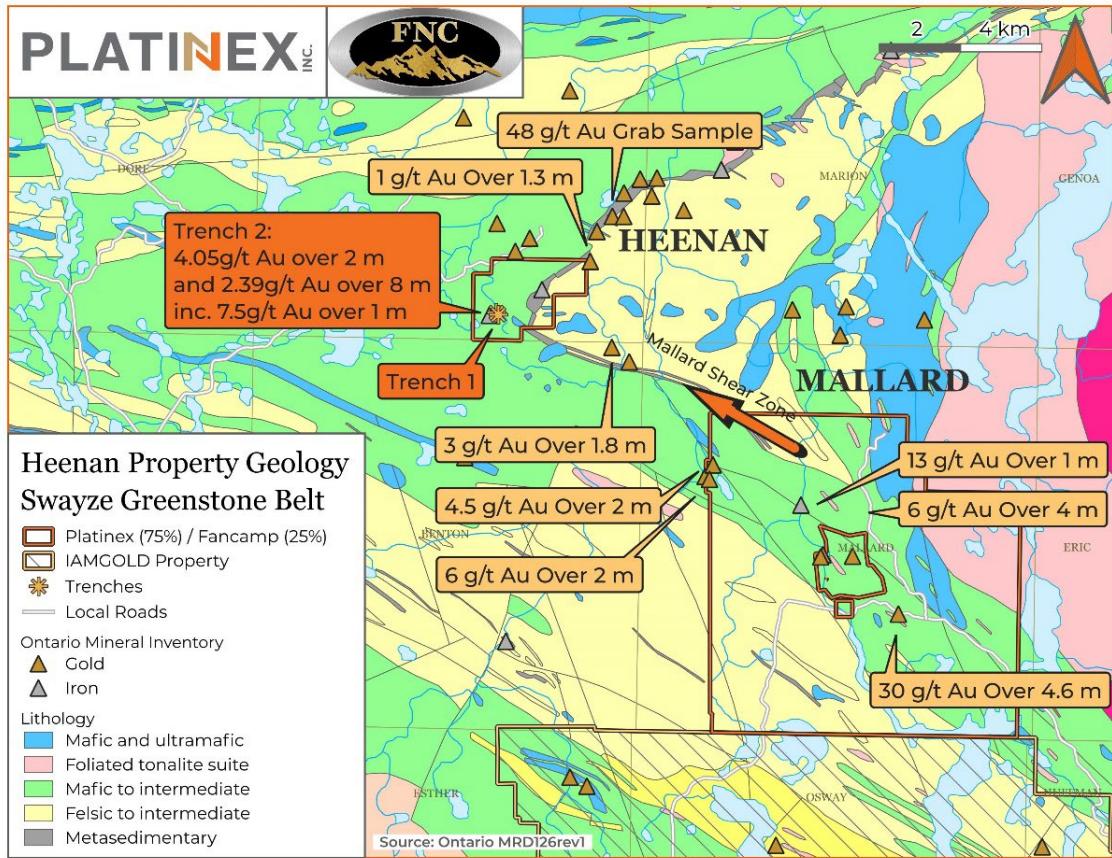 PLATINEX INC.
FNC
2 4 km
48 g/t Au Grab Sample
1 g/t Au Over 1.3 m
DORE
MARION
GENOA
Trench 2:
4.05g/t Au over 2 m
and 2.39g/t Au over 8 m
inc. 7.5g/t Au over 1 m
HEENAN
Trench 1
Mallard Shear Zone
MALLARD
3 g/t Au Over 1.8 m
13 g/t Au Over 1 m
4.5 g/t Au Over 2 m
6 g/t Au Over 4 m
BENTON
MALLARD
ERIC
6 g/t Au Over 2 m
30 g/t Au Over 4.6 m
Heenan Property Geology
Swayze Greenstone Belt
Platinex (75%) / Fancamp (25%)
IAMGOLD Property
Trenches
Local Roads
Ontario Mineral Inventory
Gold
Iron
Lithology
Mafic and ultramafic
Foliated tonalite suite
Mafic to intermediate
Felsic to intermediate
Metasedimentary
ESTHER
OSWAY
HUFFMAN
Source: Ontario MRD126rev1